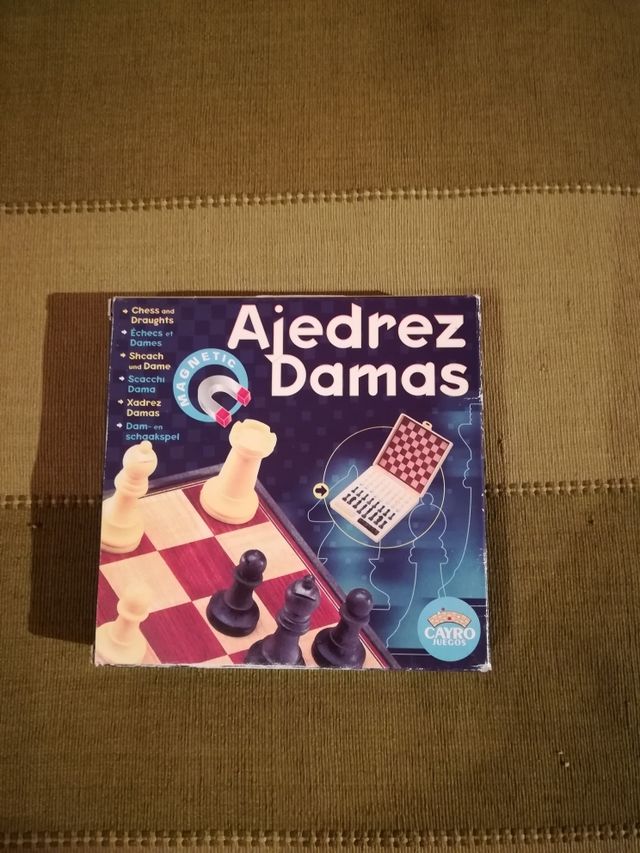 Ajedrez
Damas
Chess and
Draughts
Échecs et
Dames
Shcach
und Dame
Scacchi
Dama
Xadrez
Damas
Dam- en
schaakspel
MAGNETIC
CAYRO
JUEGOS